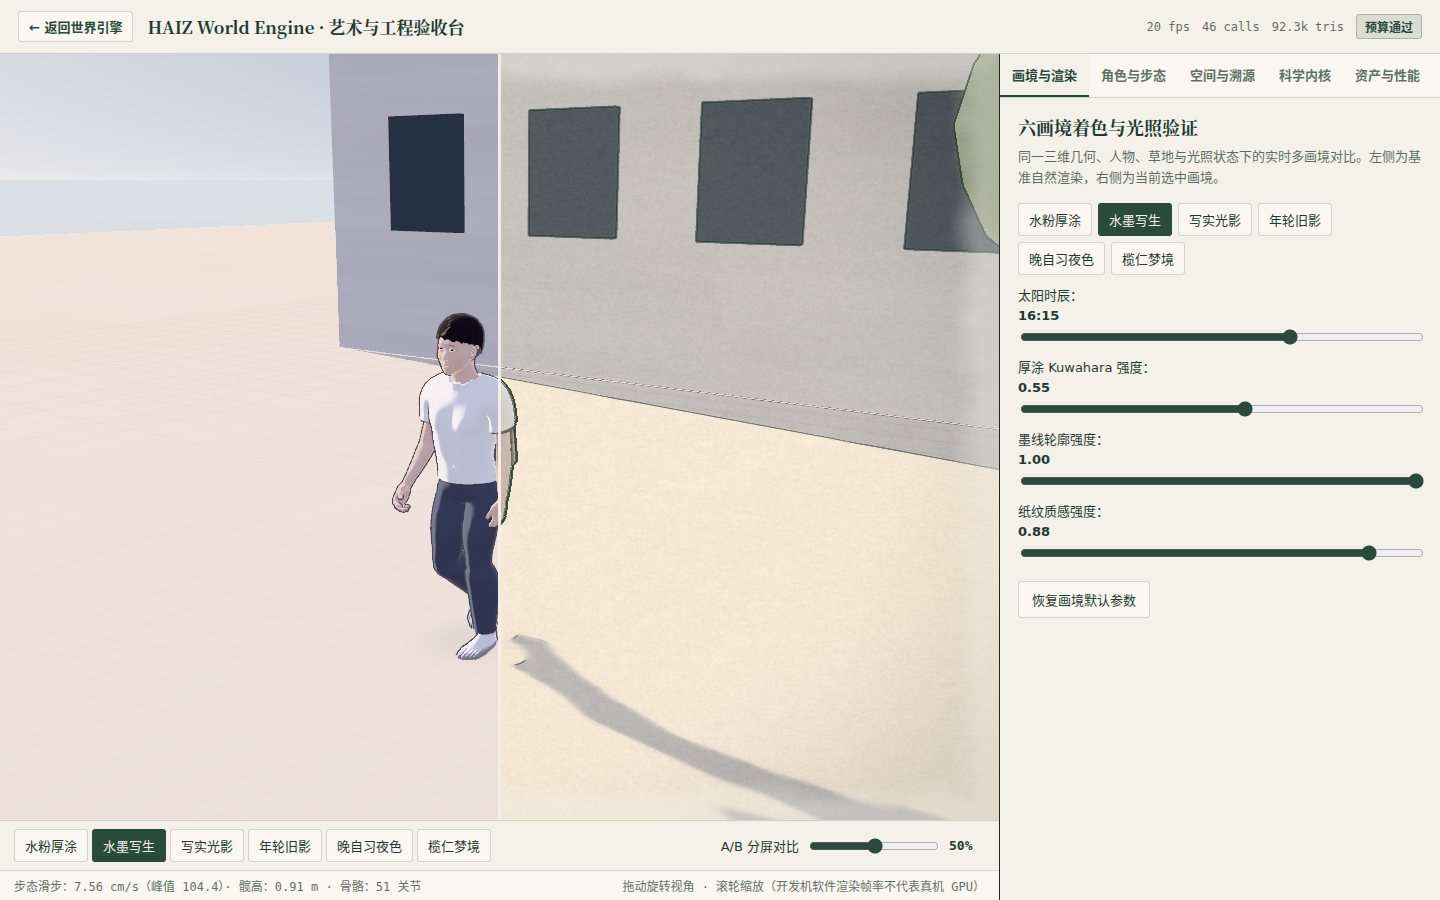 ← 返回世界引擎 HAIZ World Engine · 艺术与工程验收台 20 fps 46 calls 92.3k tris 预算通过
画境与渲染 角色与步态 空间与溯源 科学内核 资产与性能
六画境着色与光照验证
同一三维几何、人物、草地与光照状态下的实时多画境对比。左侧为基
准自然渲染，右侧为当前选中画境。
水粉厚涂 水墨写生 写实光影 年轮旧影
晚自习夜色 榄仁梦境
太阳时辰：
16:15
厚涂 Kuwahara 强度：
0.55
墨线轮廓强度：
1.00
纸纹质感强度：
0.88
恢复画境默认参数
水粉厚涂 水墨写生 写实光影 年轮旧影 晚自习夜色 榄仁梦境 A/B 分屏对比 50%
步态滑步：7.56 cm/s（峰值 104.4）· 髋高：0.91 m · 骨骼：51 关节 拖动旋转视角 · 滚轮缩放（开发机软件渲染帧率不代表真机 GPU）